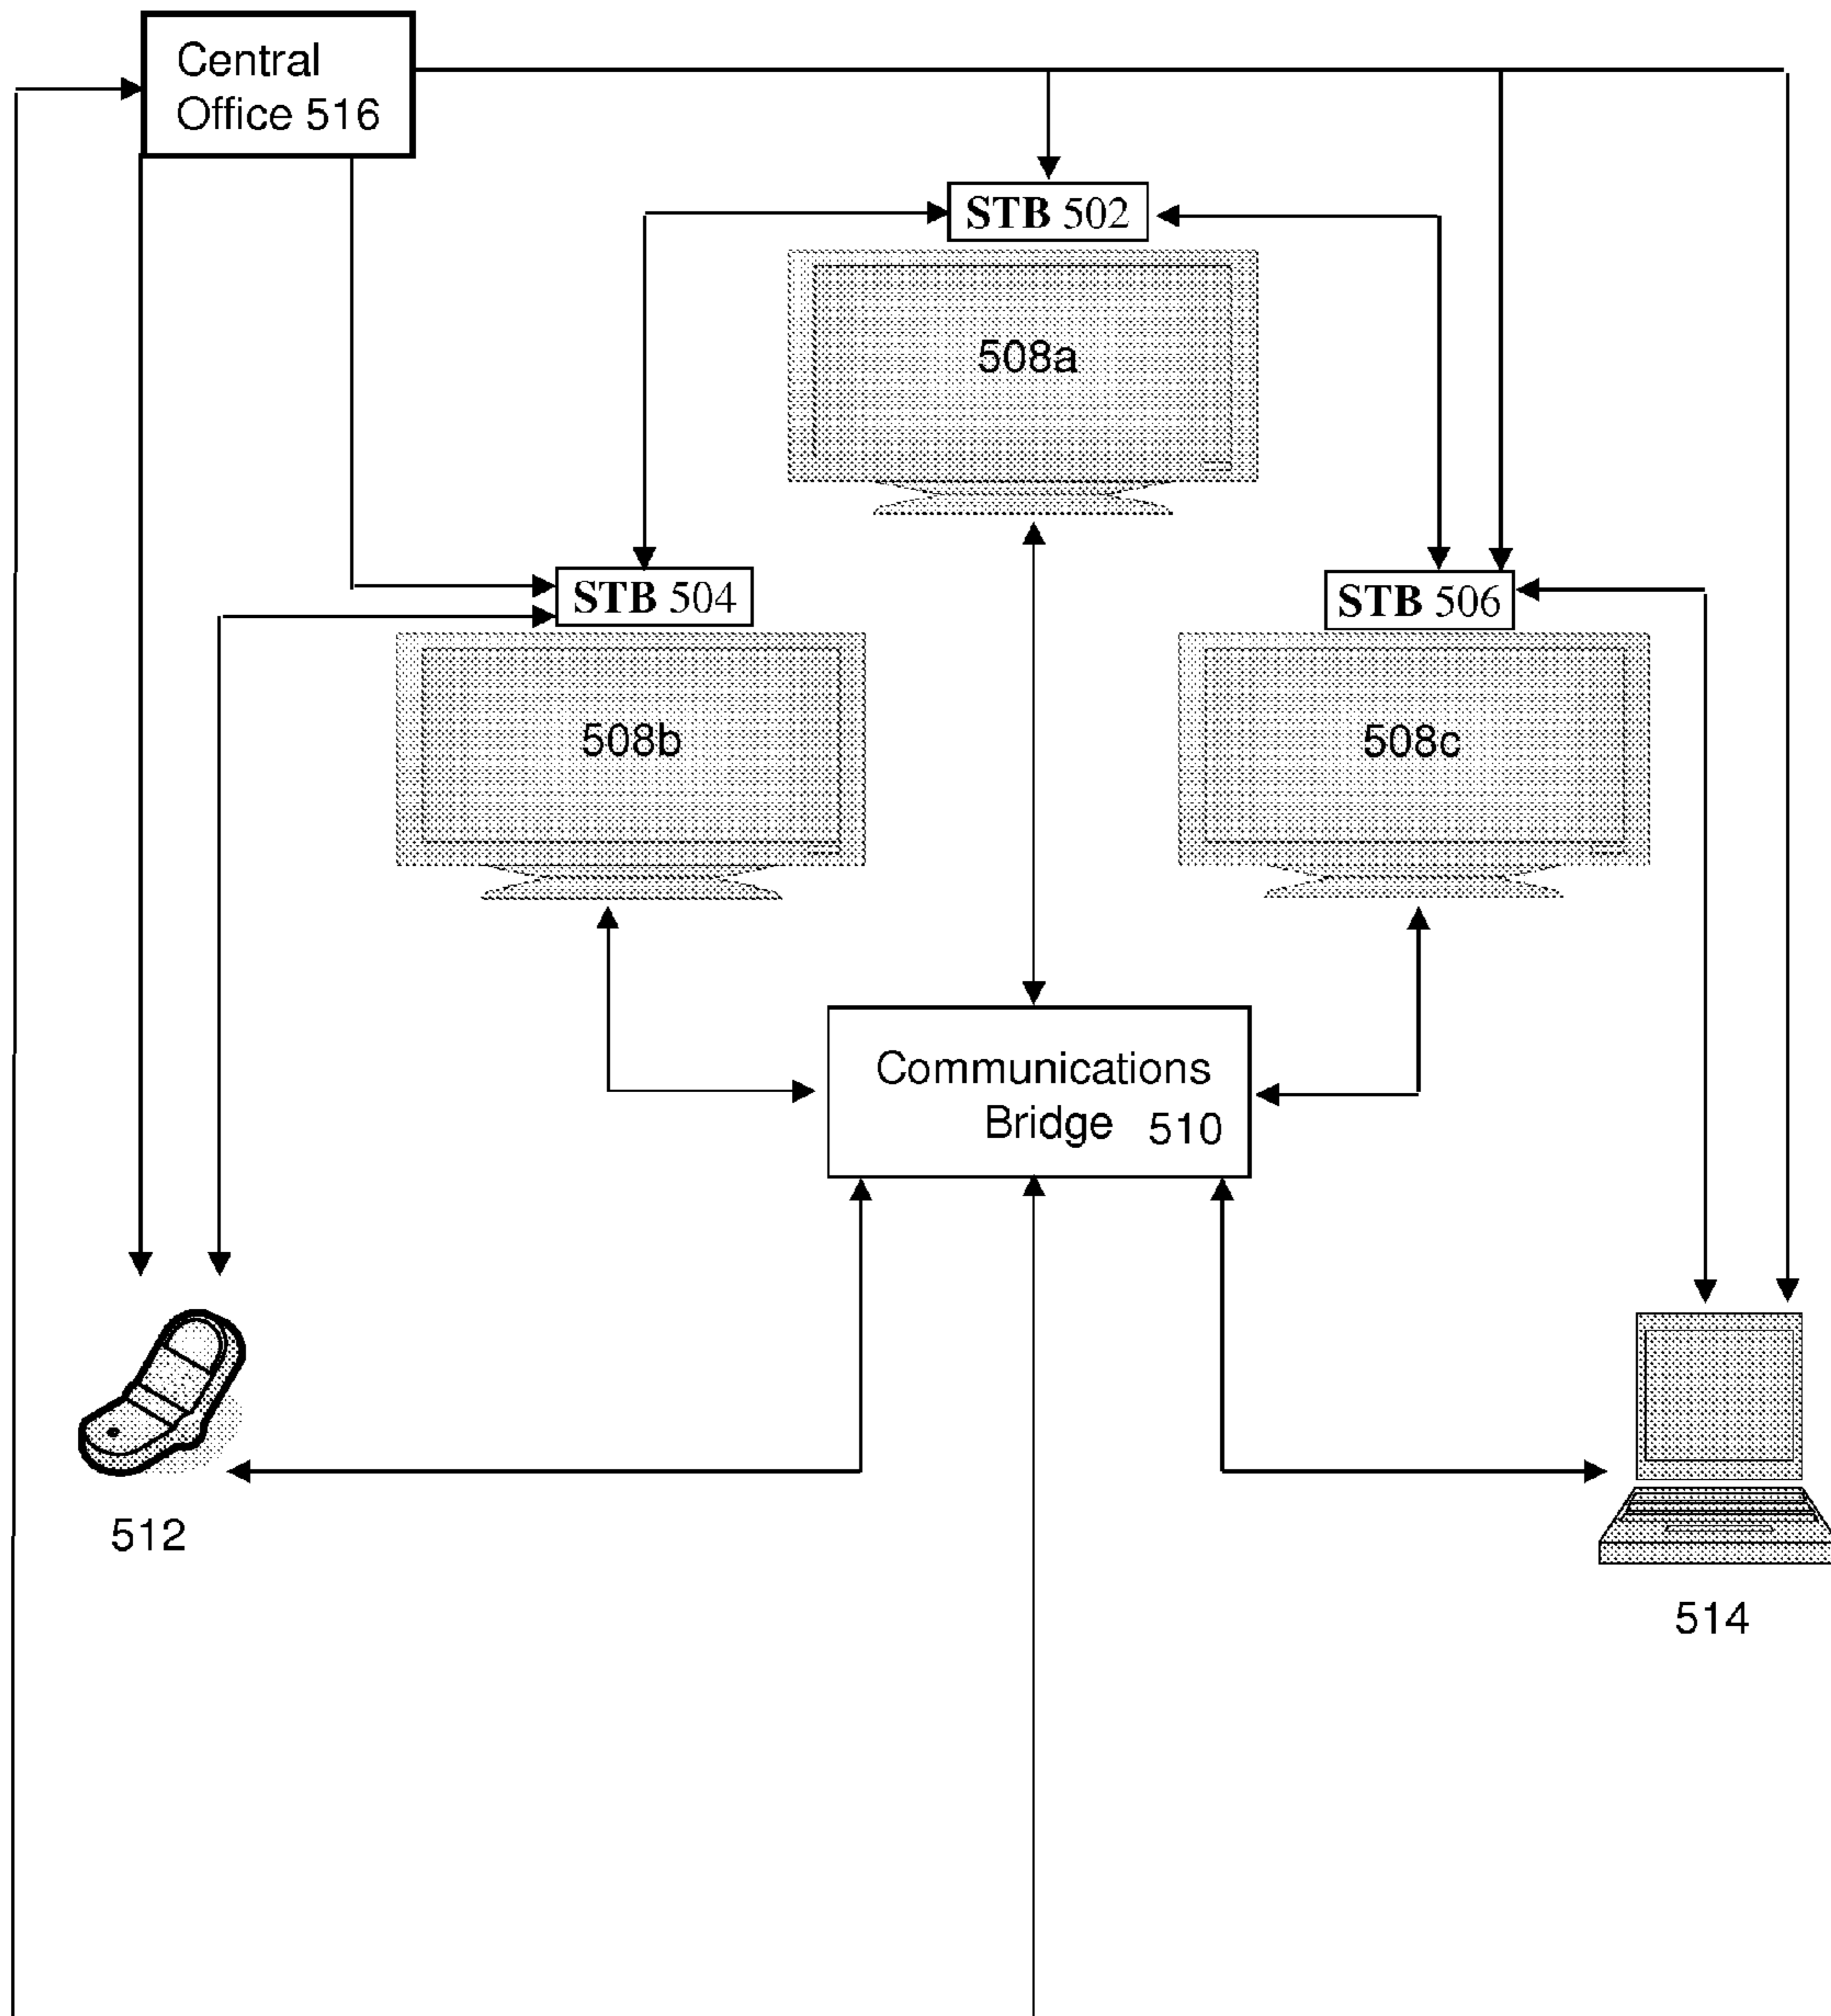 Central
Office 516
STB 502
508a
STB 504
STB 506
508b
508c
Communications
Bridge 510
512
514